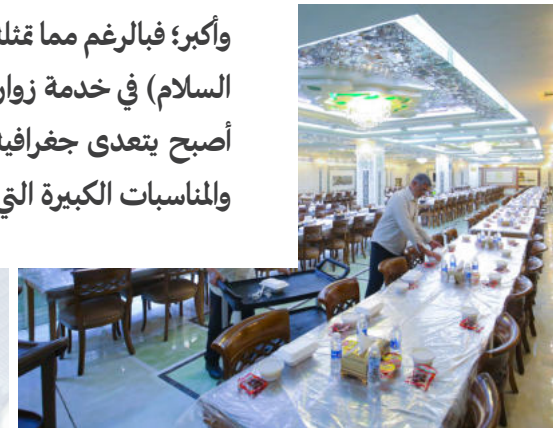 وأكبر؛ فبالرغم مما تمثله
السلام) في خدمة زوار
أصبح يتعدى جغرافية
والمناسبات الكبيرة التي